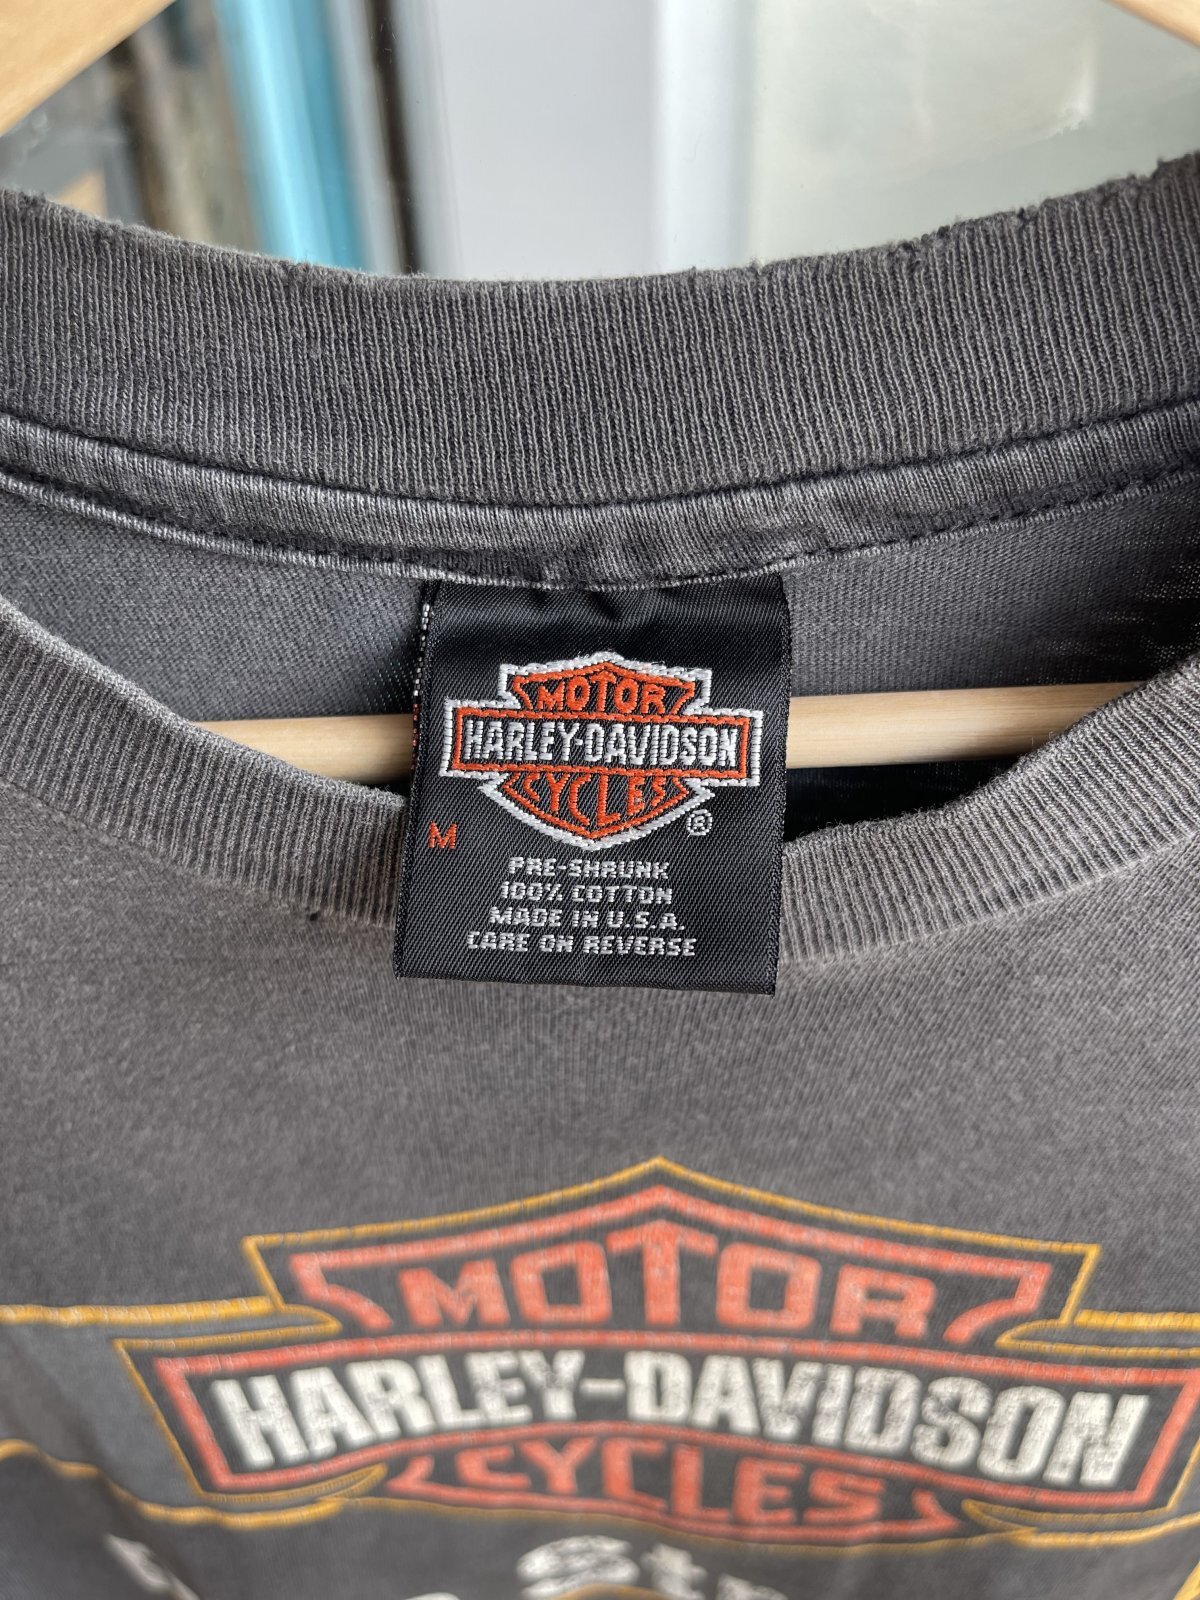 MOTOR
HARLEY-DAVIDSON
CYCLES
®
M
PRE-SHRUNK
100% COTTON
MADE IN U.S.A.
CARE ON REVERSE
MOTOR
HARLEY-DAVIDSON
CYCLES